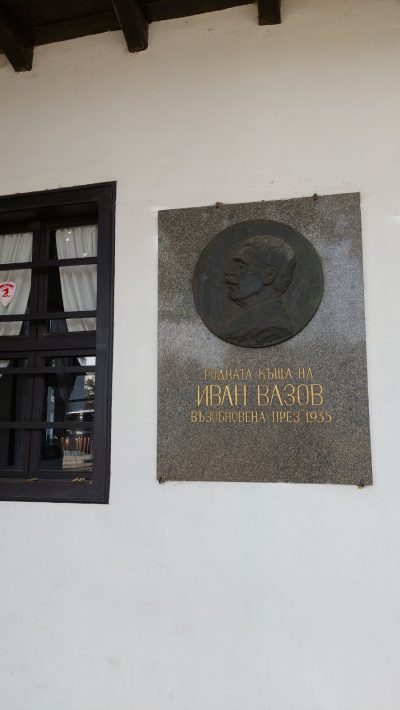 РОДНАТА КЪЩА НА
ИВАН ВАЗОВ
ВЪЗОБНОВЕНА ПРЕЗ 1935